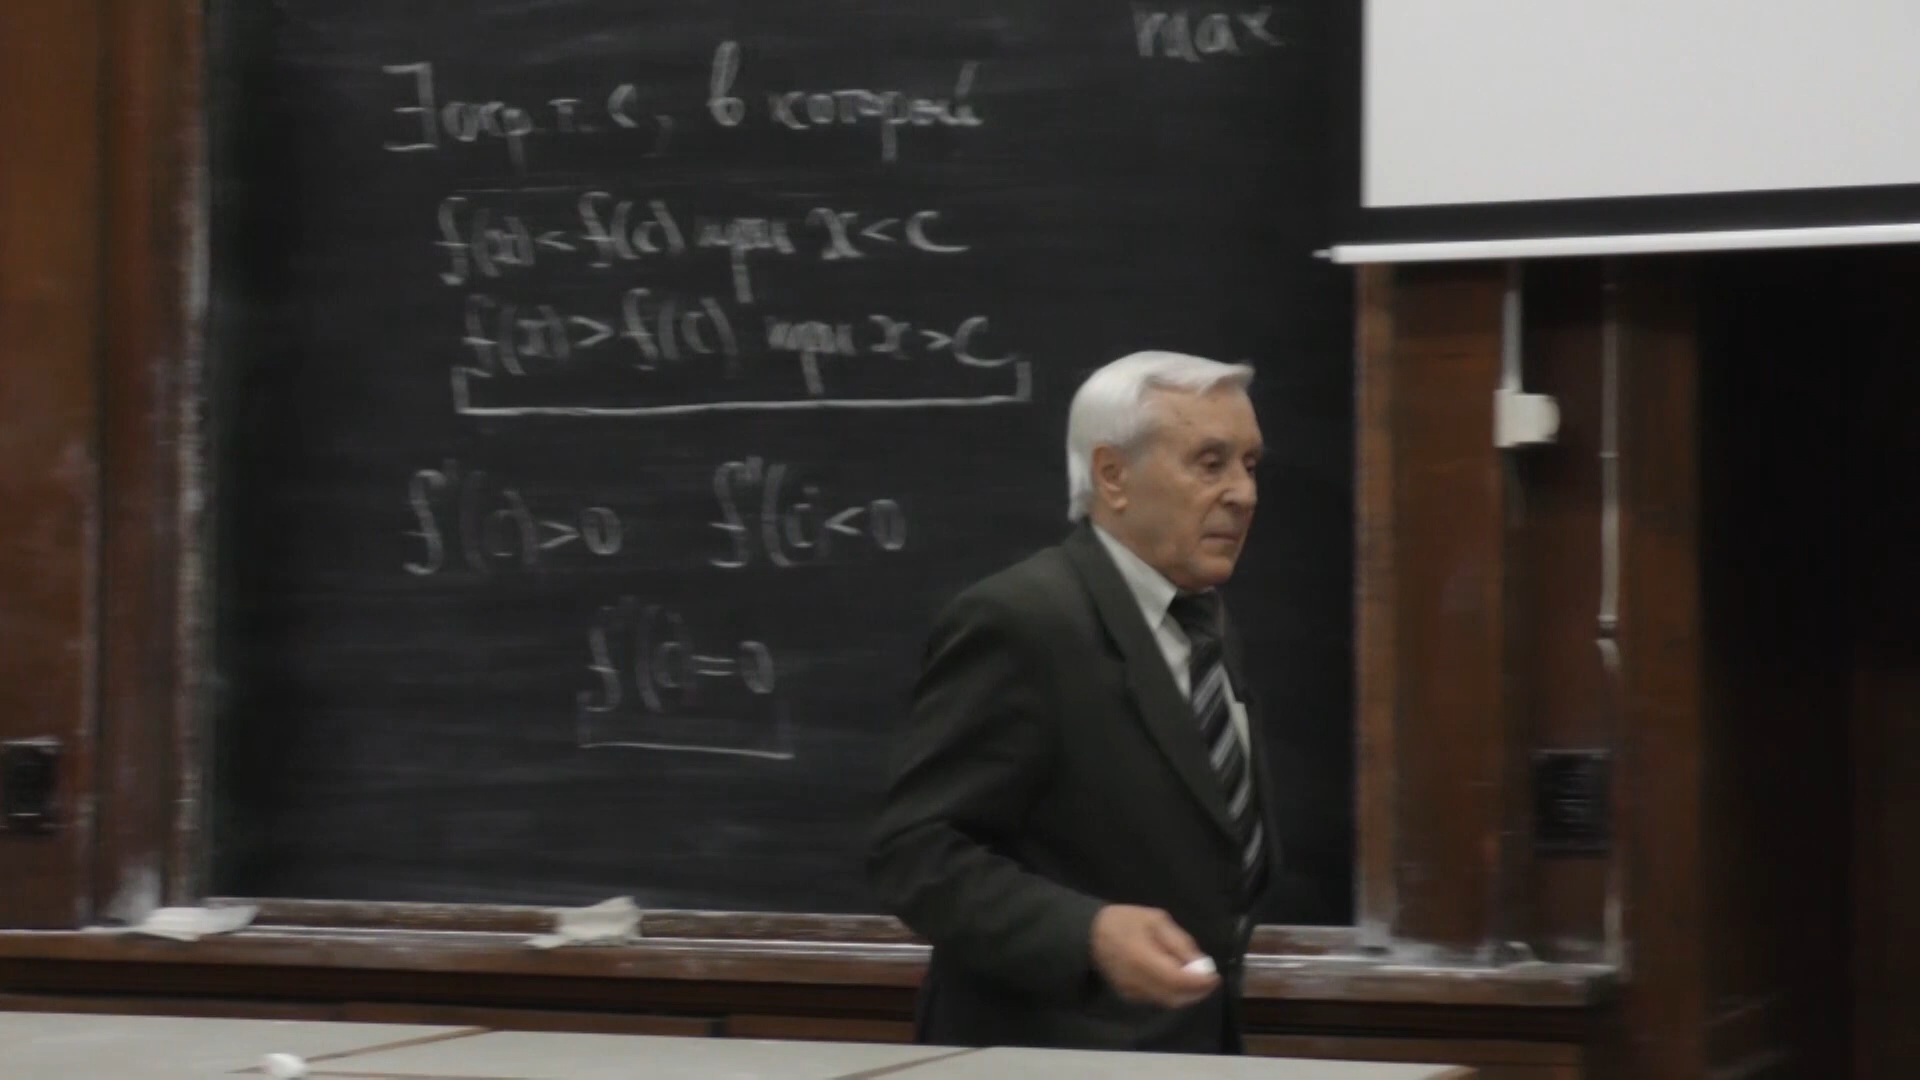 max
∃ окр. т. c, в которой
f(x)<f(c) при x<c
f(x)>f(c) при x>c
f'(c)>0 f'(c)<0
f'(c)=0